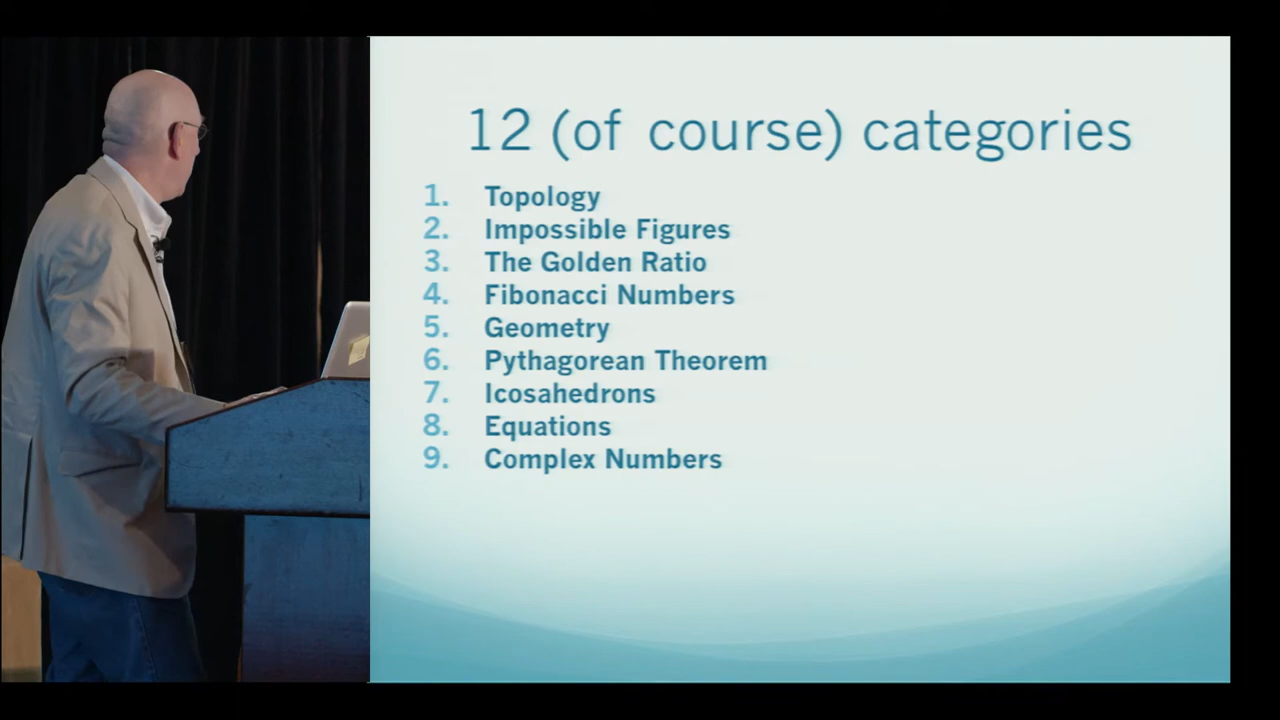 12 (of course) categories
1. Topology
2. Impossible Figures
3. The Golden Ratio
4. Fibonacci Numbers
5. Geometry
6. Pythagorean Theorem
7. Icosahedrons
8. Equations
9. Complex Numbers